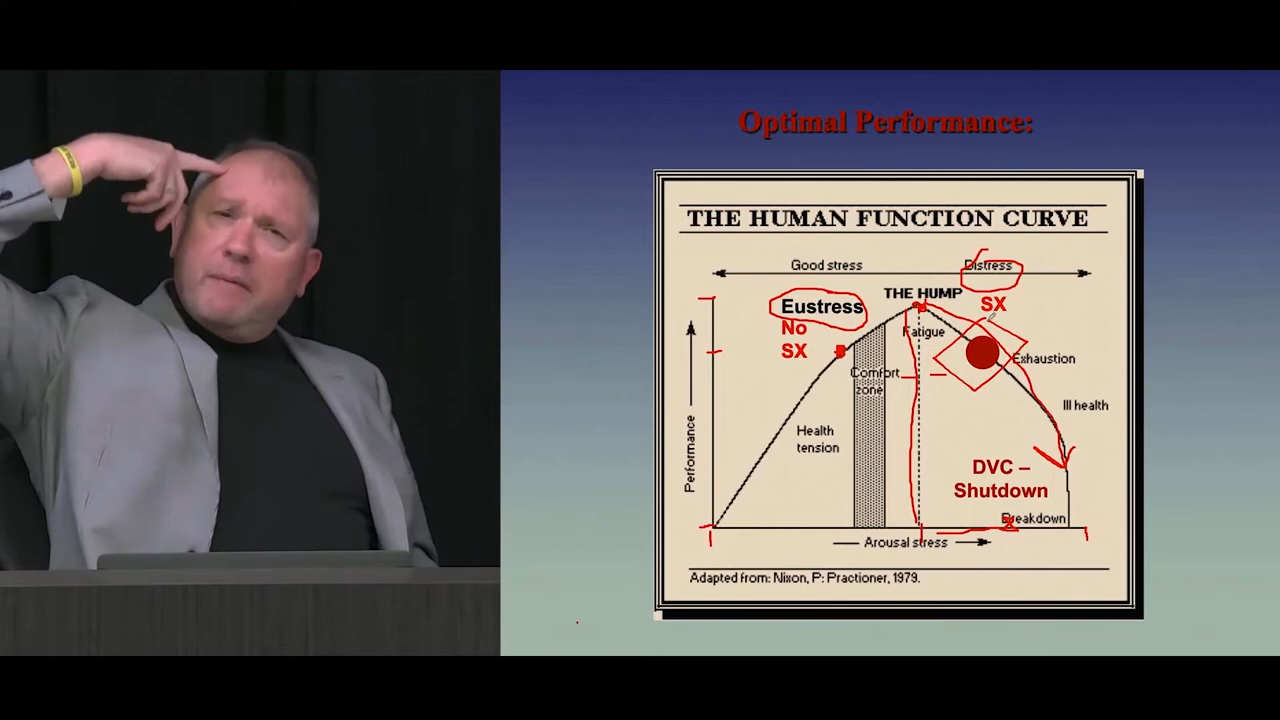 Optimal Performance:
THE HUMAN FUNCTION CURVE
Good stress
Distress
THE HUMP
Eustress
SX
No
SX
Fatigue
Comfort
zone
Exhaustion
Ill health
Health
tension
Performance
DVC –
Shutdown
Breakdown
Arousal stress
Adapted from: Nixon, P: Practioner, 1979.